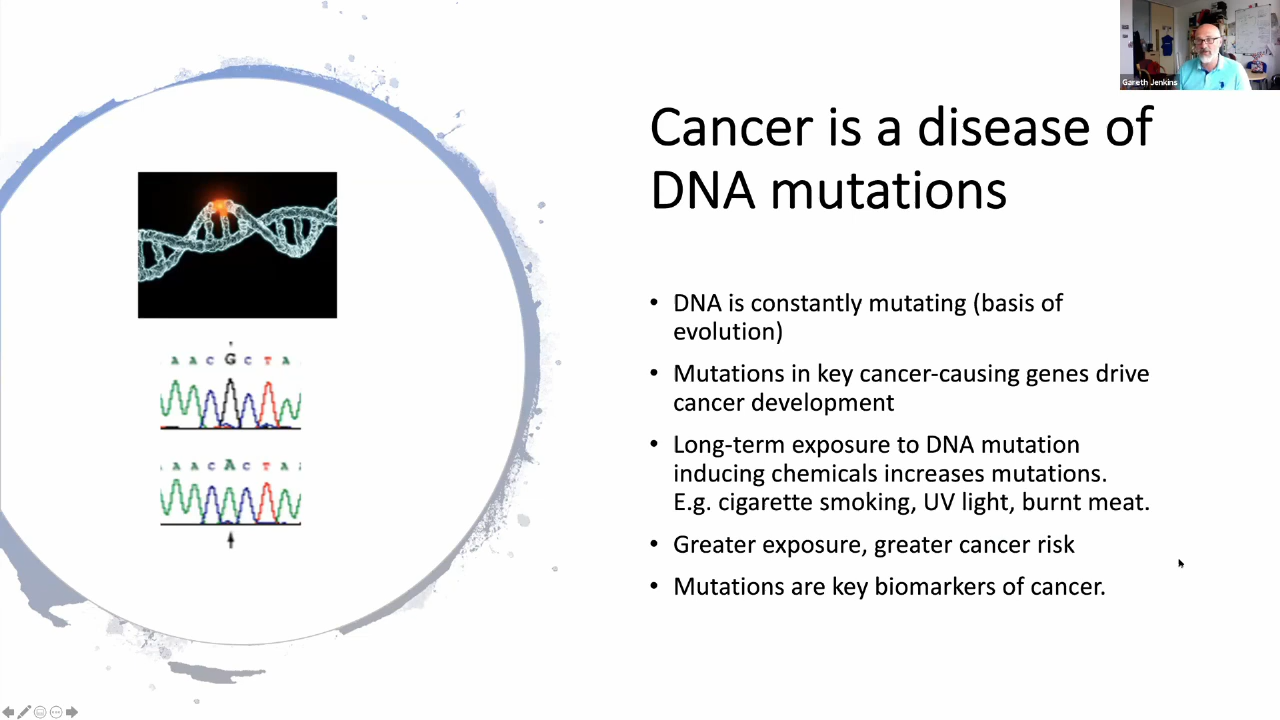 Gareth Jenkins
Cancer is a disease of
DNA mutations
• DNA is constantly mutating (basis of
evolution)
• Mutations in key cancer-causing genes drive
cancer development
• Long-term exposure to DNA mutation
inducing chemicals increases mutations.
E.g. cigarette smoking, UV light, burnt meat.
• Greater exposure, greater cancer risk
• Mutations are key biomarkers of cancer.
A A C G C T A
A A C A C T A